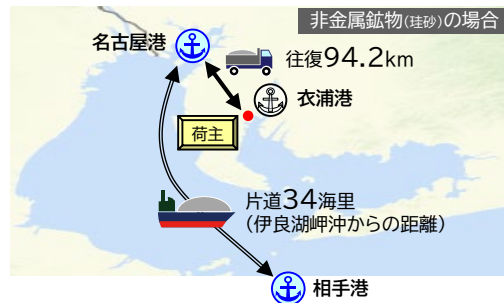 非金属鉱物(珪砂)の場合
名古屋港
往復94.2km
衣浦港
荷主
片道34海里
(伊良湖岬沖からの距離)
相手港